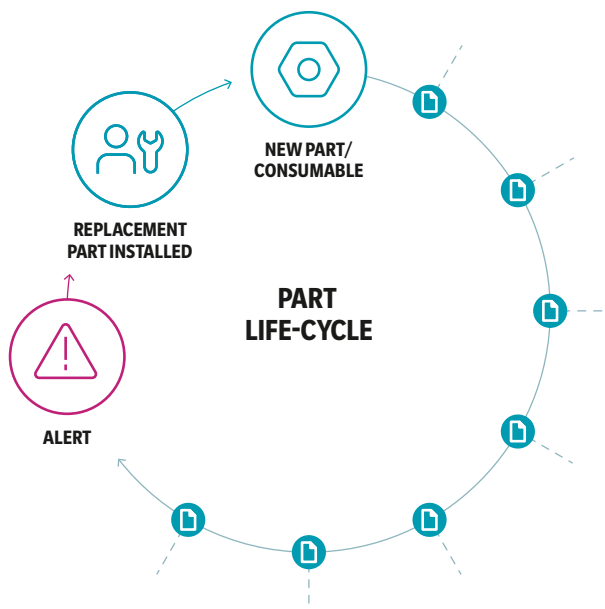 NEW PART/
CONSUMABLE
REPLACEMENT
PART INSTALLED
PART
LIFE-CYCLE
ALERT